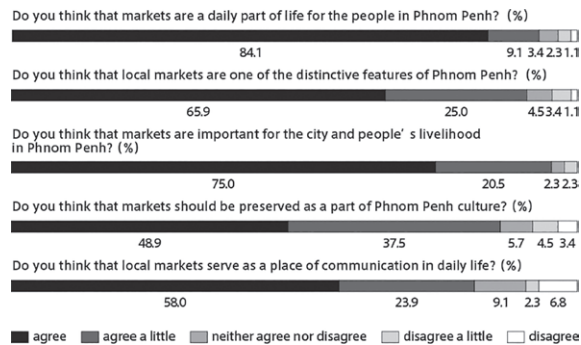 Do you think that markets are a daily part of life for the people in Phnom Penh? (%)
84.1 9.1 3.4 2.3 1.1
Do you think that local markets are one of the distinctive features of Phnom Penh? (%)
65.9 25.0 4.5 3.4 1.1
Do you think that markets are important for the city and people's livelihood
in Phnom Penh? (%)
75.0 20.5 2.3 2.3
Do you think that markets should be preserved as a part of Phnom Penh culture? (%)
48.9 37.5 5.7 4.5 3.4
Do you think that local markets serve as a place of communication in daily life? (%)
58.0 23.9 9.1 2.3 6.8
agree agree a little neither agree nor disagree disagree a little disagree